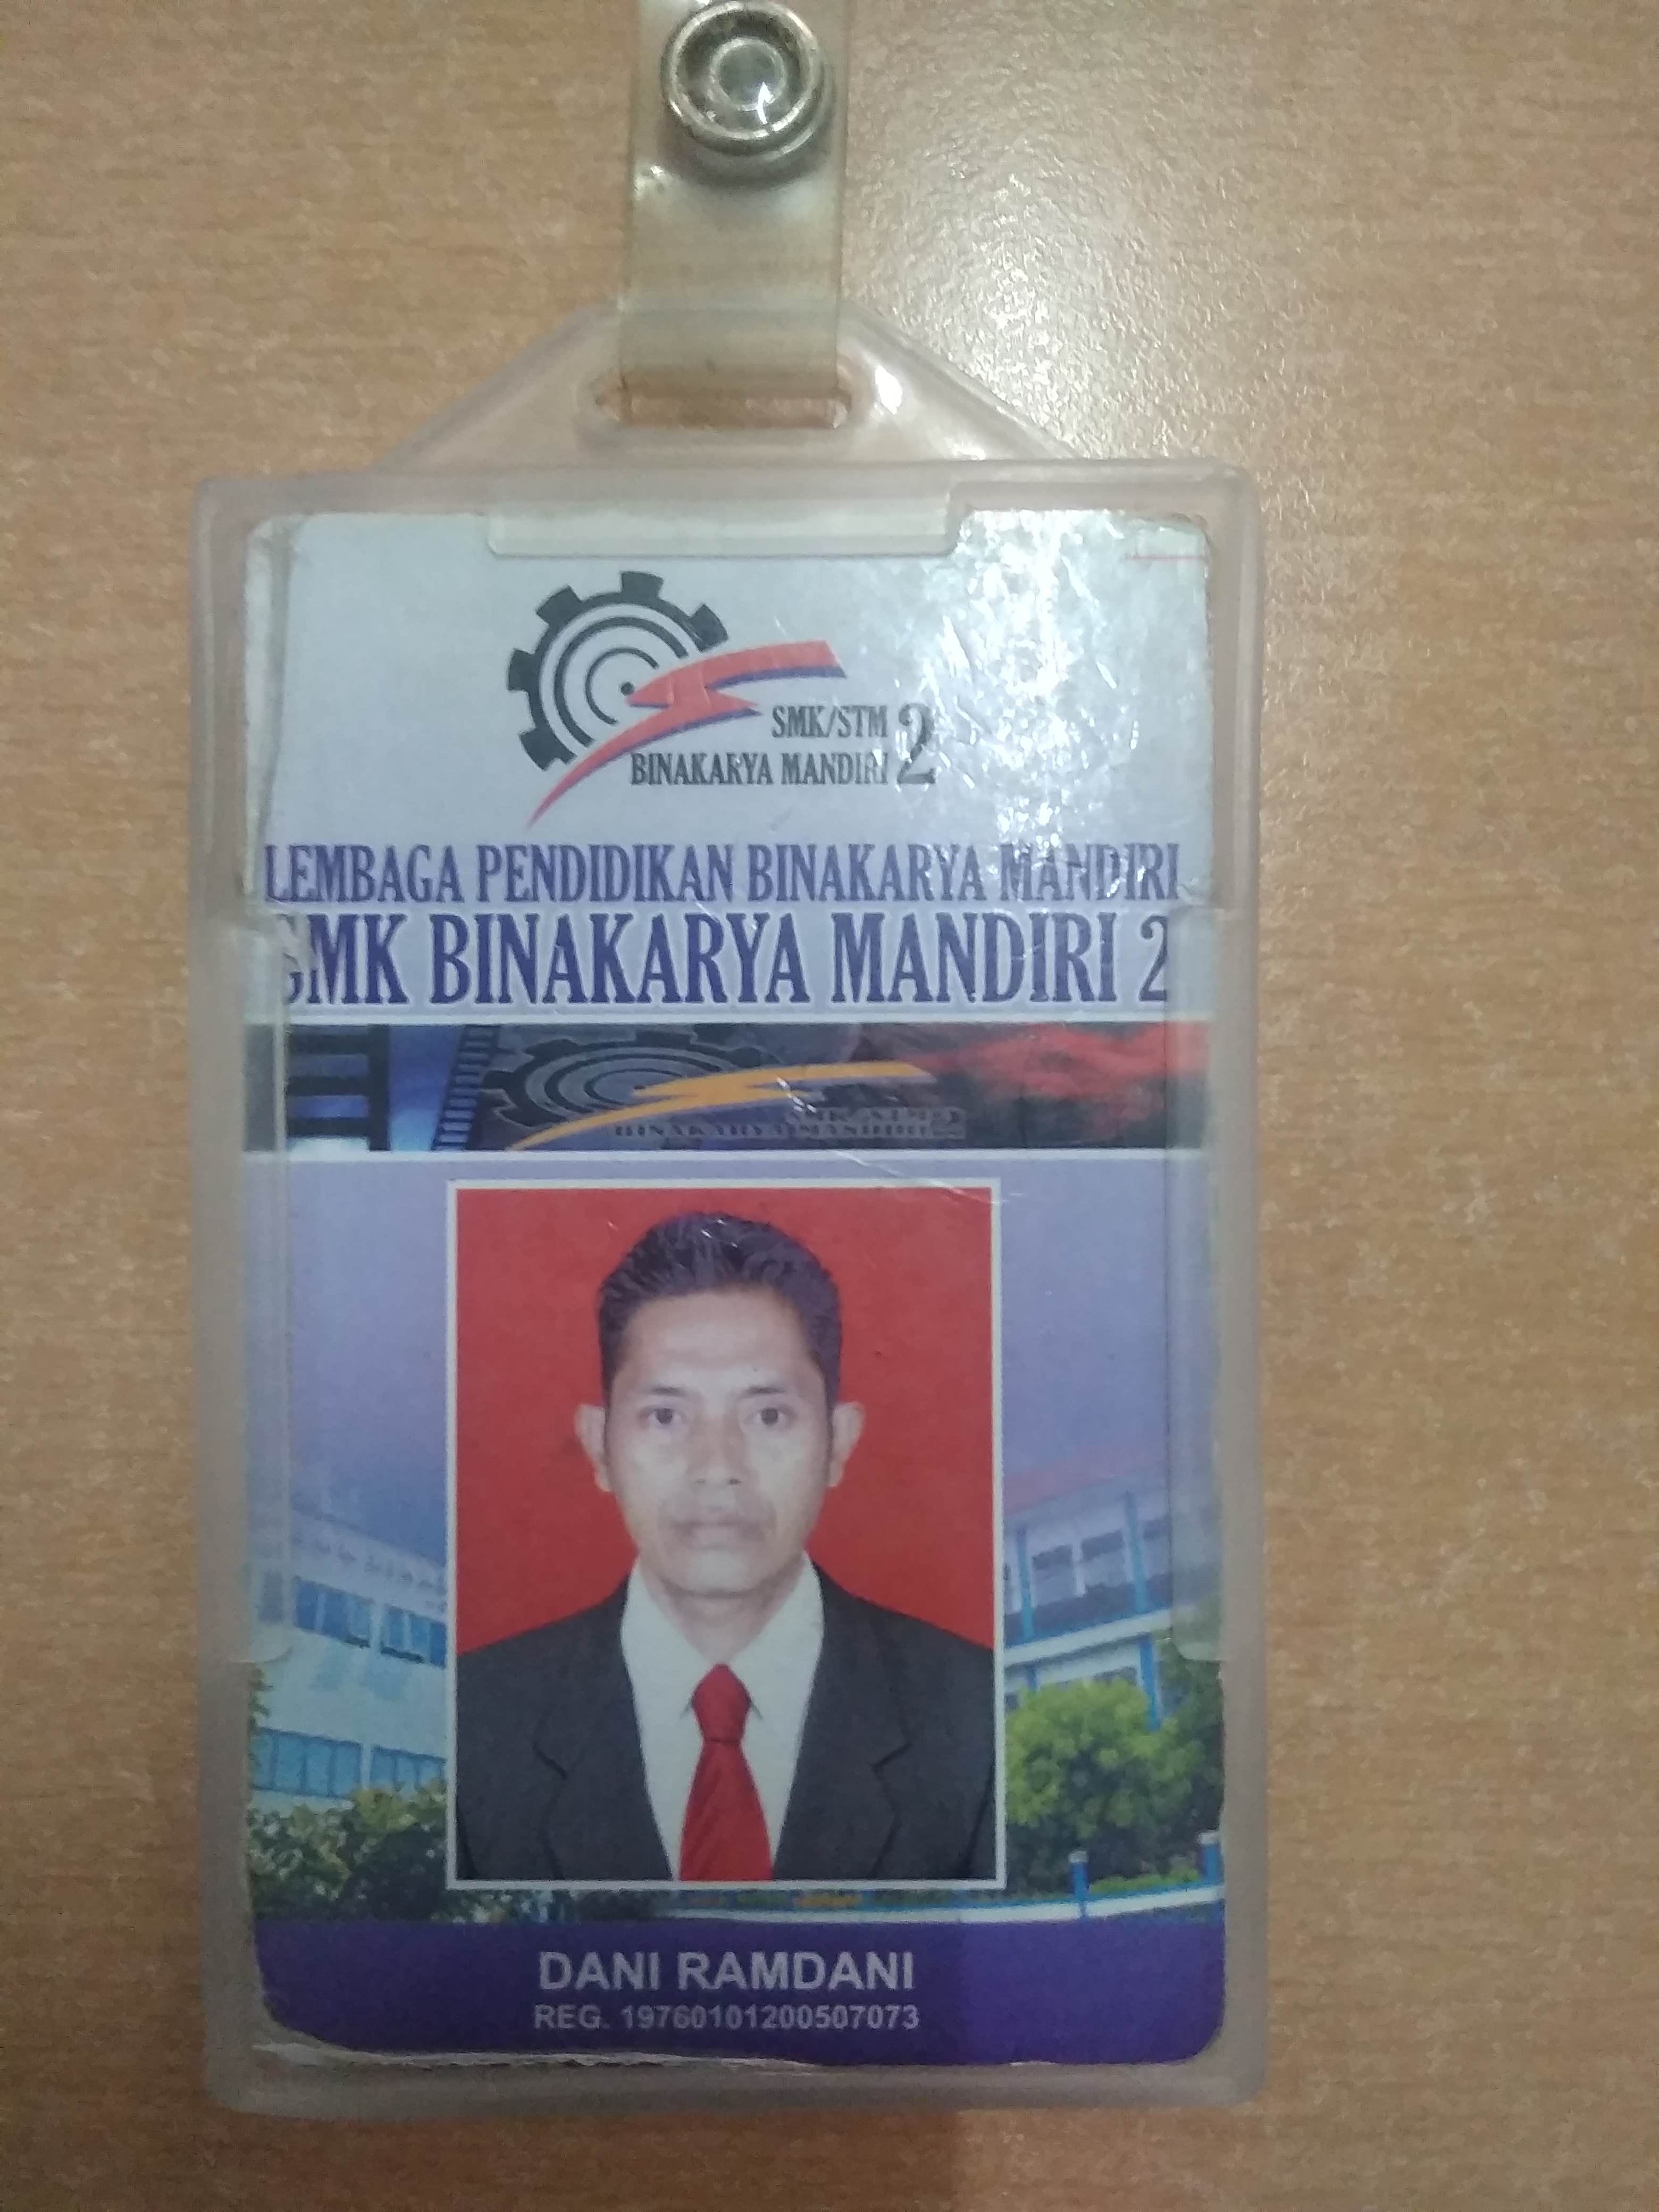 SMK/STM
BINAKARYA MANDIRI 2
LEMBAGA PENDIDIKAN BINAKARYA MANDIRI
SMK BINAKARYA MANDIRI 2
SMK/STM 2
BINAKARYA MANDIRI
DANI RAMDANI
REG. 197601012200507073